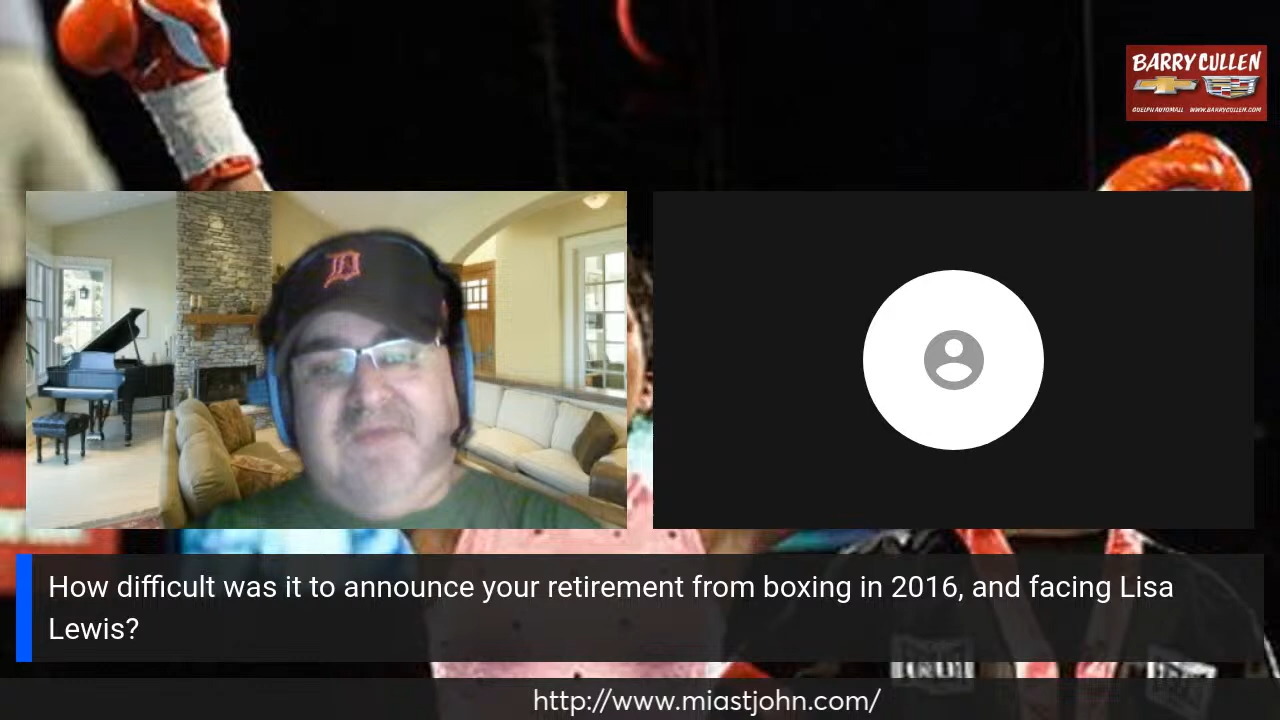 BARRY CULLEN
GUELPH AUTOMALL WWW.BARRYCULLEN.COM
D
How difficult was it to announce your retirement from boxing in 2016, and facing Lisa
Lewis?
http://www.miastjohn.com/